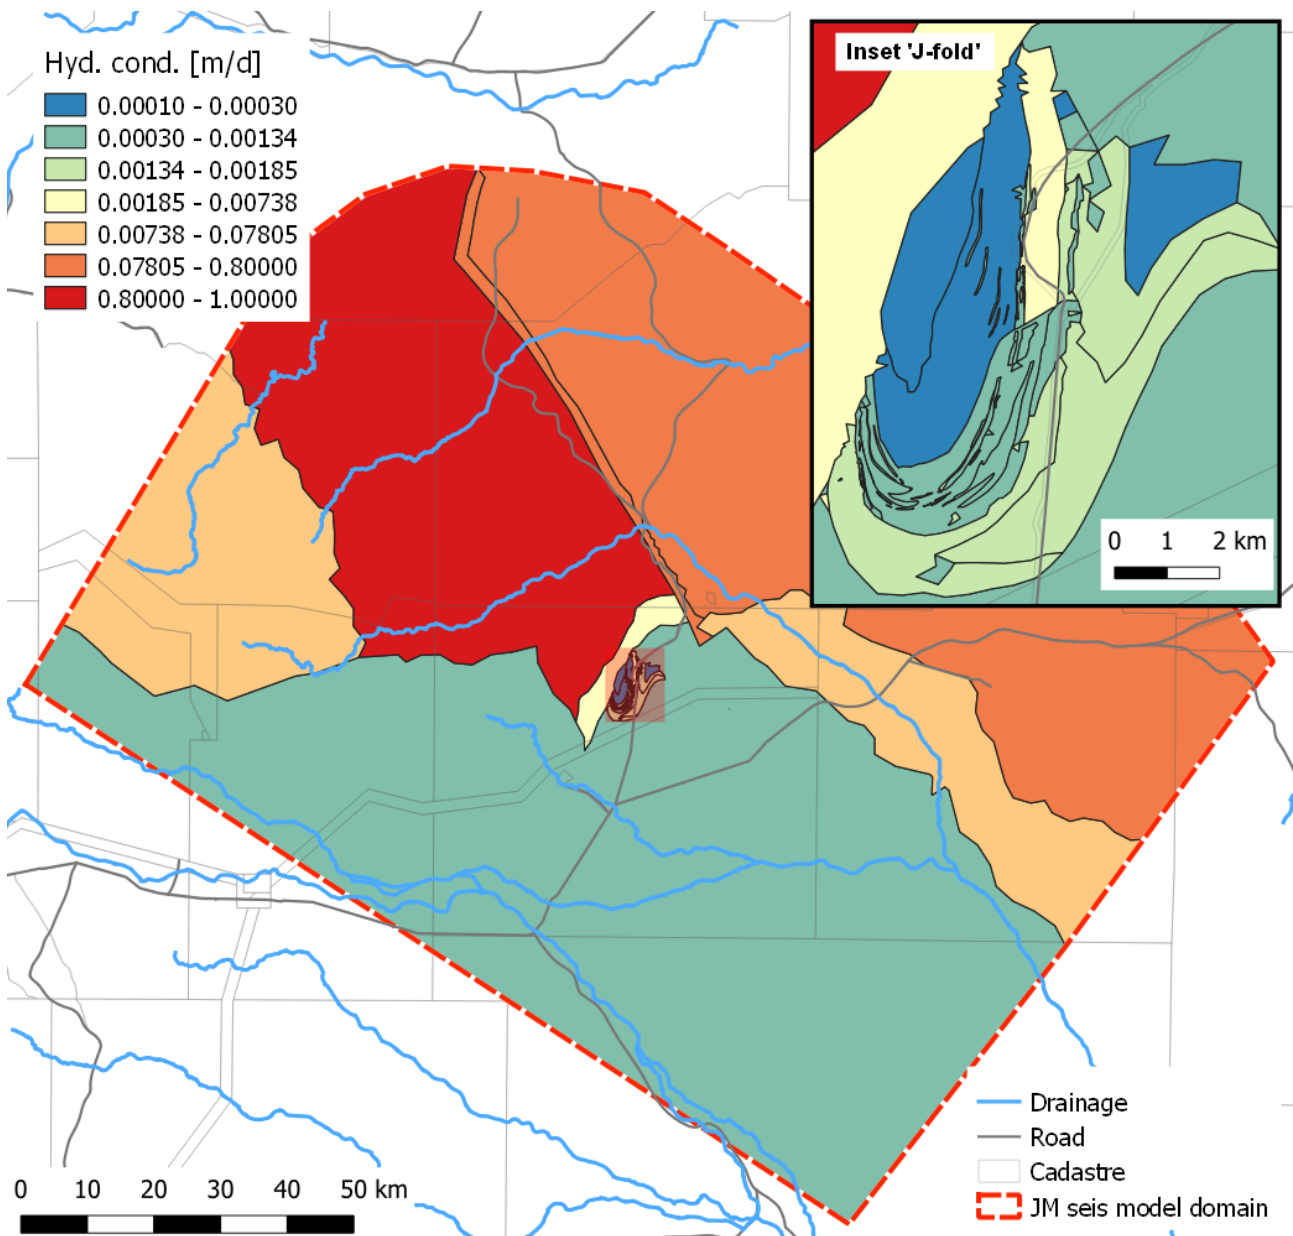 Hyd. cond. [m/d]
0.00010 - 0.00030
0.00030 - 0.00134
0.00134 - 0.00185
0.00185 - 0.00738
0.00738 - 0.07805
0.07805 - 0.80000
0.80000 - 1.00000
Inset 'J-fold'
0 1 2 km
Drainage
Road
Cadastre
JM seis model domain
0 10 20 30 40 50 km